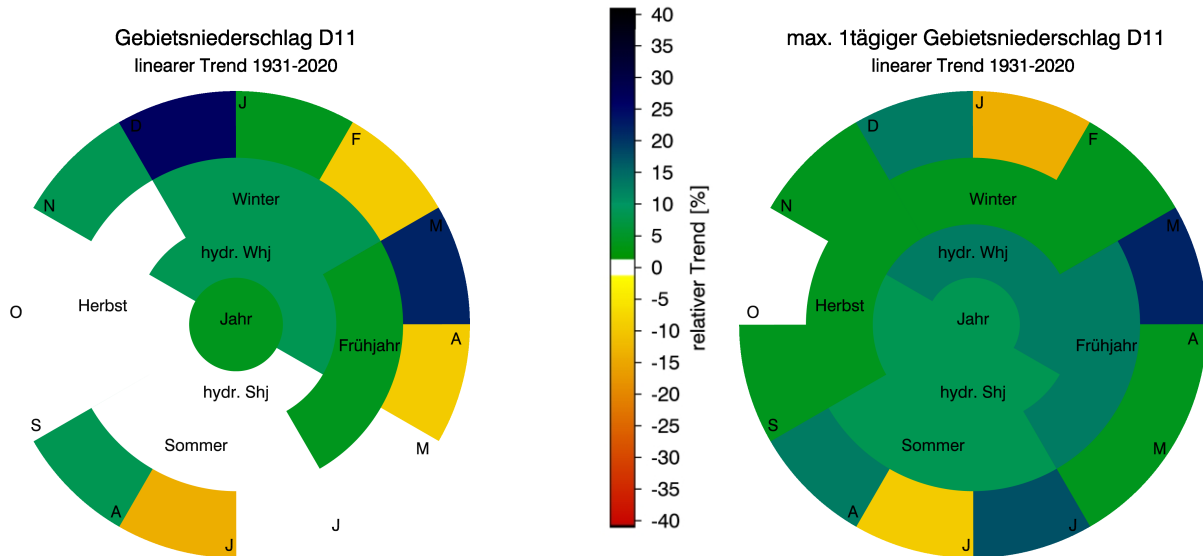 Gebietsniederschlag D11
linearer Trend 1931-2020
J
F
M
A
M
J
J
A
S
O
N
D
Winter
hydr. Whj
Herbst
Jahr
Frühjahr
hydr. Shj
Sommer
40
35
30
25
20
15
10
5
0
-5
-10
-15
-20
-25
-30
-35
-40
relativer Trend [%]
max. 1tägiger Gebietsniederschlag D11
linearer Trend 1931-2020
J
F
M
A
M
J
J
A
S
O
N
D
Winter
hydr. Whj
Herbst
Jahr
Frühjahr
hydr. Shj
Sommer